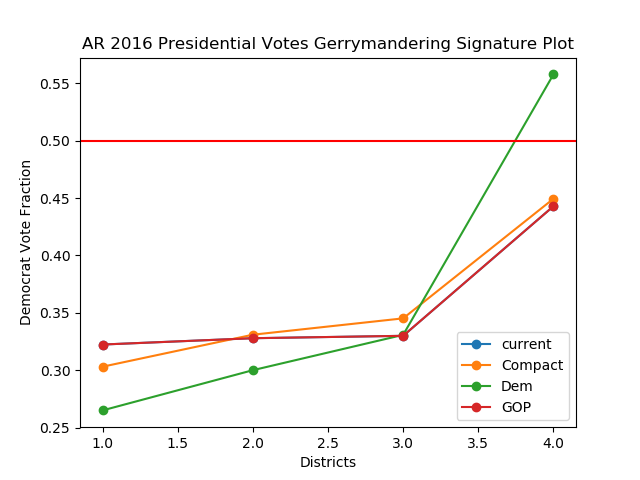 AR 2016 Presidential Votes Gerrymandering Signature Plot
Democrat Vote Fraction
0.55
0.50
0.45
0.40
0.35
0.30
0.25
current
Compact
Dem
GOP
1.0 1.5 2.0 2.5 3.0 3.5 4.0
Districts